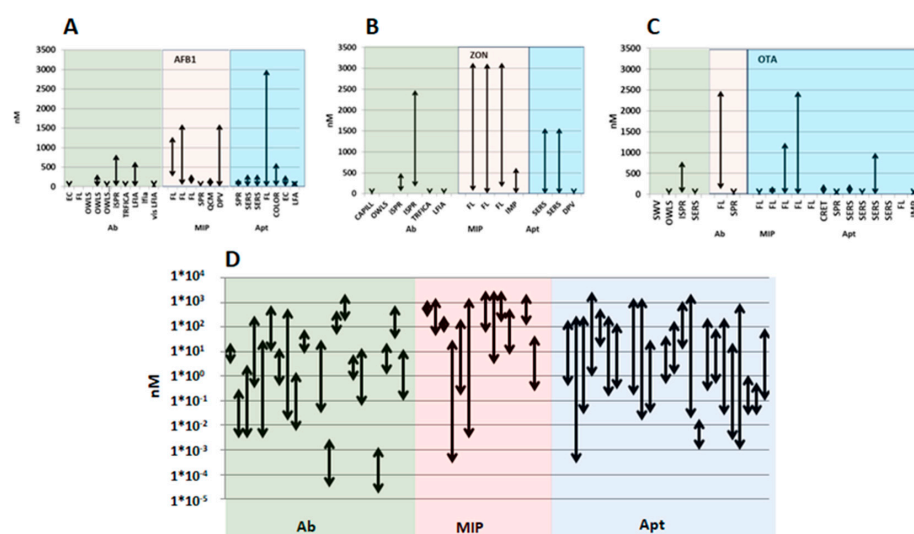 A
3500
3000
2500
2000
1500
1000
500
0
nM
AFB1
EC
FL
OWLS
OWLS
OWLS
ISPR
TRFICA
LFIA
Ifia
vis LFIA
FL
FL
FL
SPR
QCM
DPV
SPR
SERS
SERS
FL
COLOR
EC
LFA
Ab
MIP
Apt
B
3500
3000
2500
2000
1500
1000
500
0
nM
ZON
CAPILL
OWLS
ISPR
ISPR
TRFICA
LFIA
FL
FL
FL
IMP
SERS
SERS
DPV
Ab
MIP
Apt
C
3500
3000
2500
2000
1500
1000
500
0
nM
OTA
SWV
OWLS
ISPR
SERS
FL
SPR
FL
FL
FL
FL
FL
CRET
SPR
SERS
SERS
SERS
SERS
FL
IMP
Ab
MIP
Apt
D
1*10⁴
1*10³
1*10²
1*10¹
1*10⁰
1*10⁻¹
1*10⁻²
1*10⁻³
1*10⁻⁴
1*10⁻⁵
nM
Ab
MIP
Apt